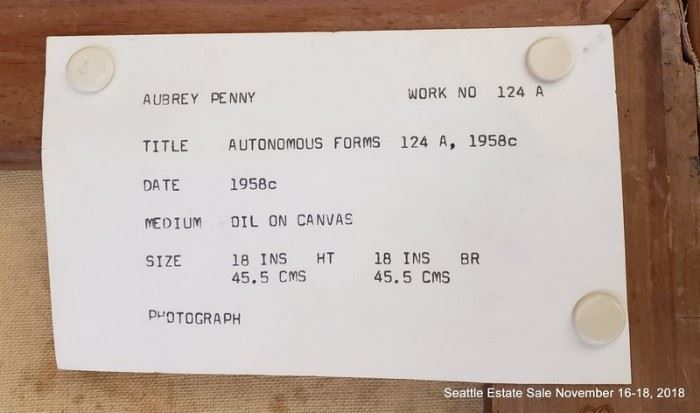 AUBREY PENNY WORK NO 124 A
TITLE AUTONOMOUS FORMS 124 A, 1958c
DATE 1958c
MEDIUM OIL ON CANVAS
SIZE 18 INS HT 18 INS BR
45.5 CMS 45.5 CMS
PHOTOGRAPH
Seattle Estate Sale November 16-18, 2018